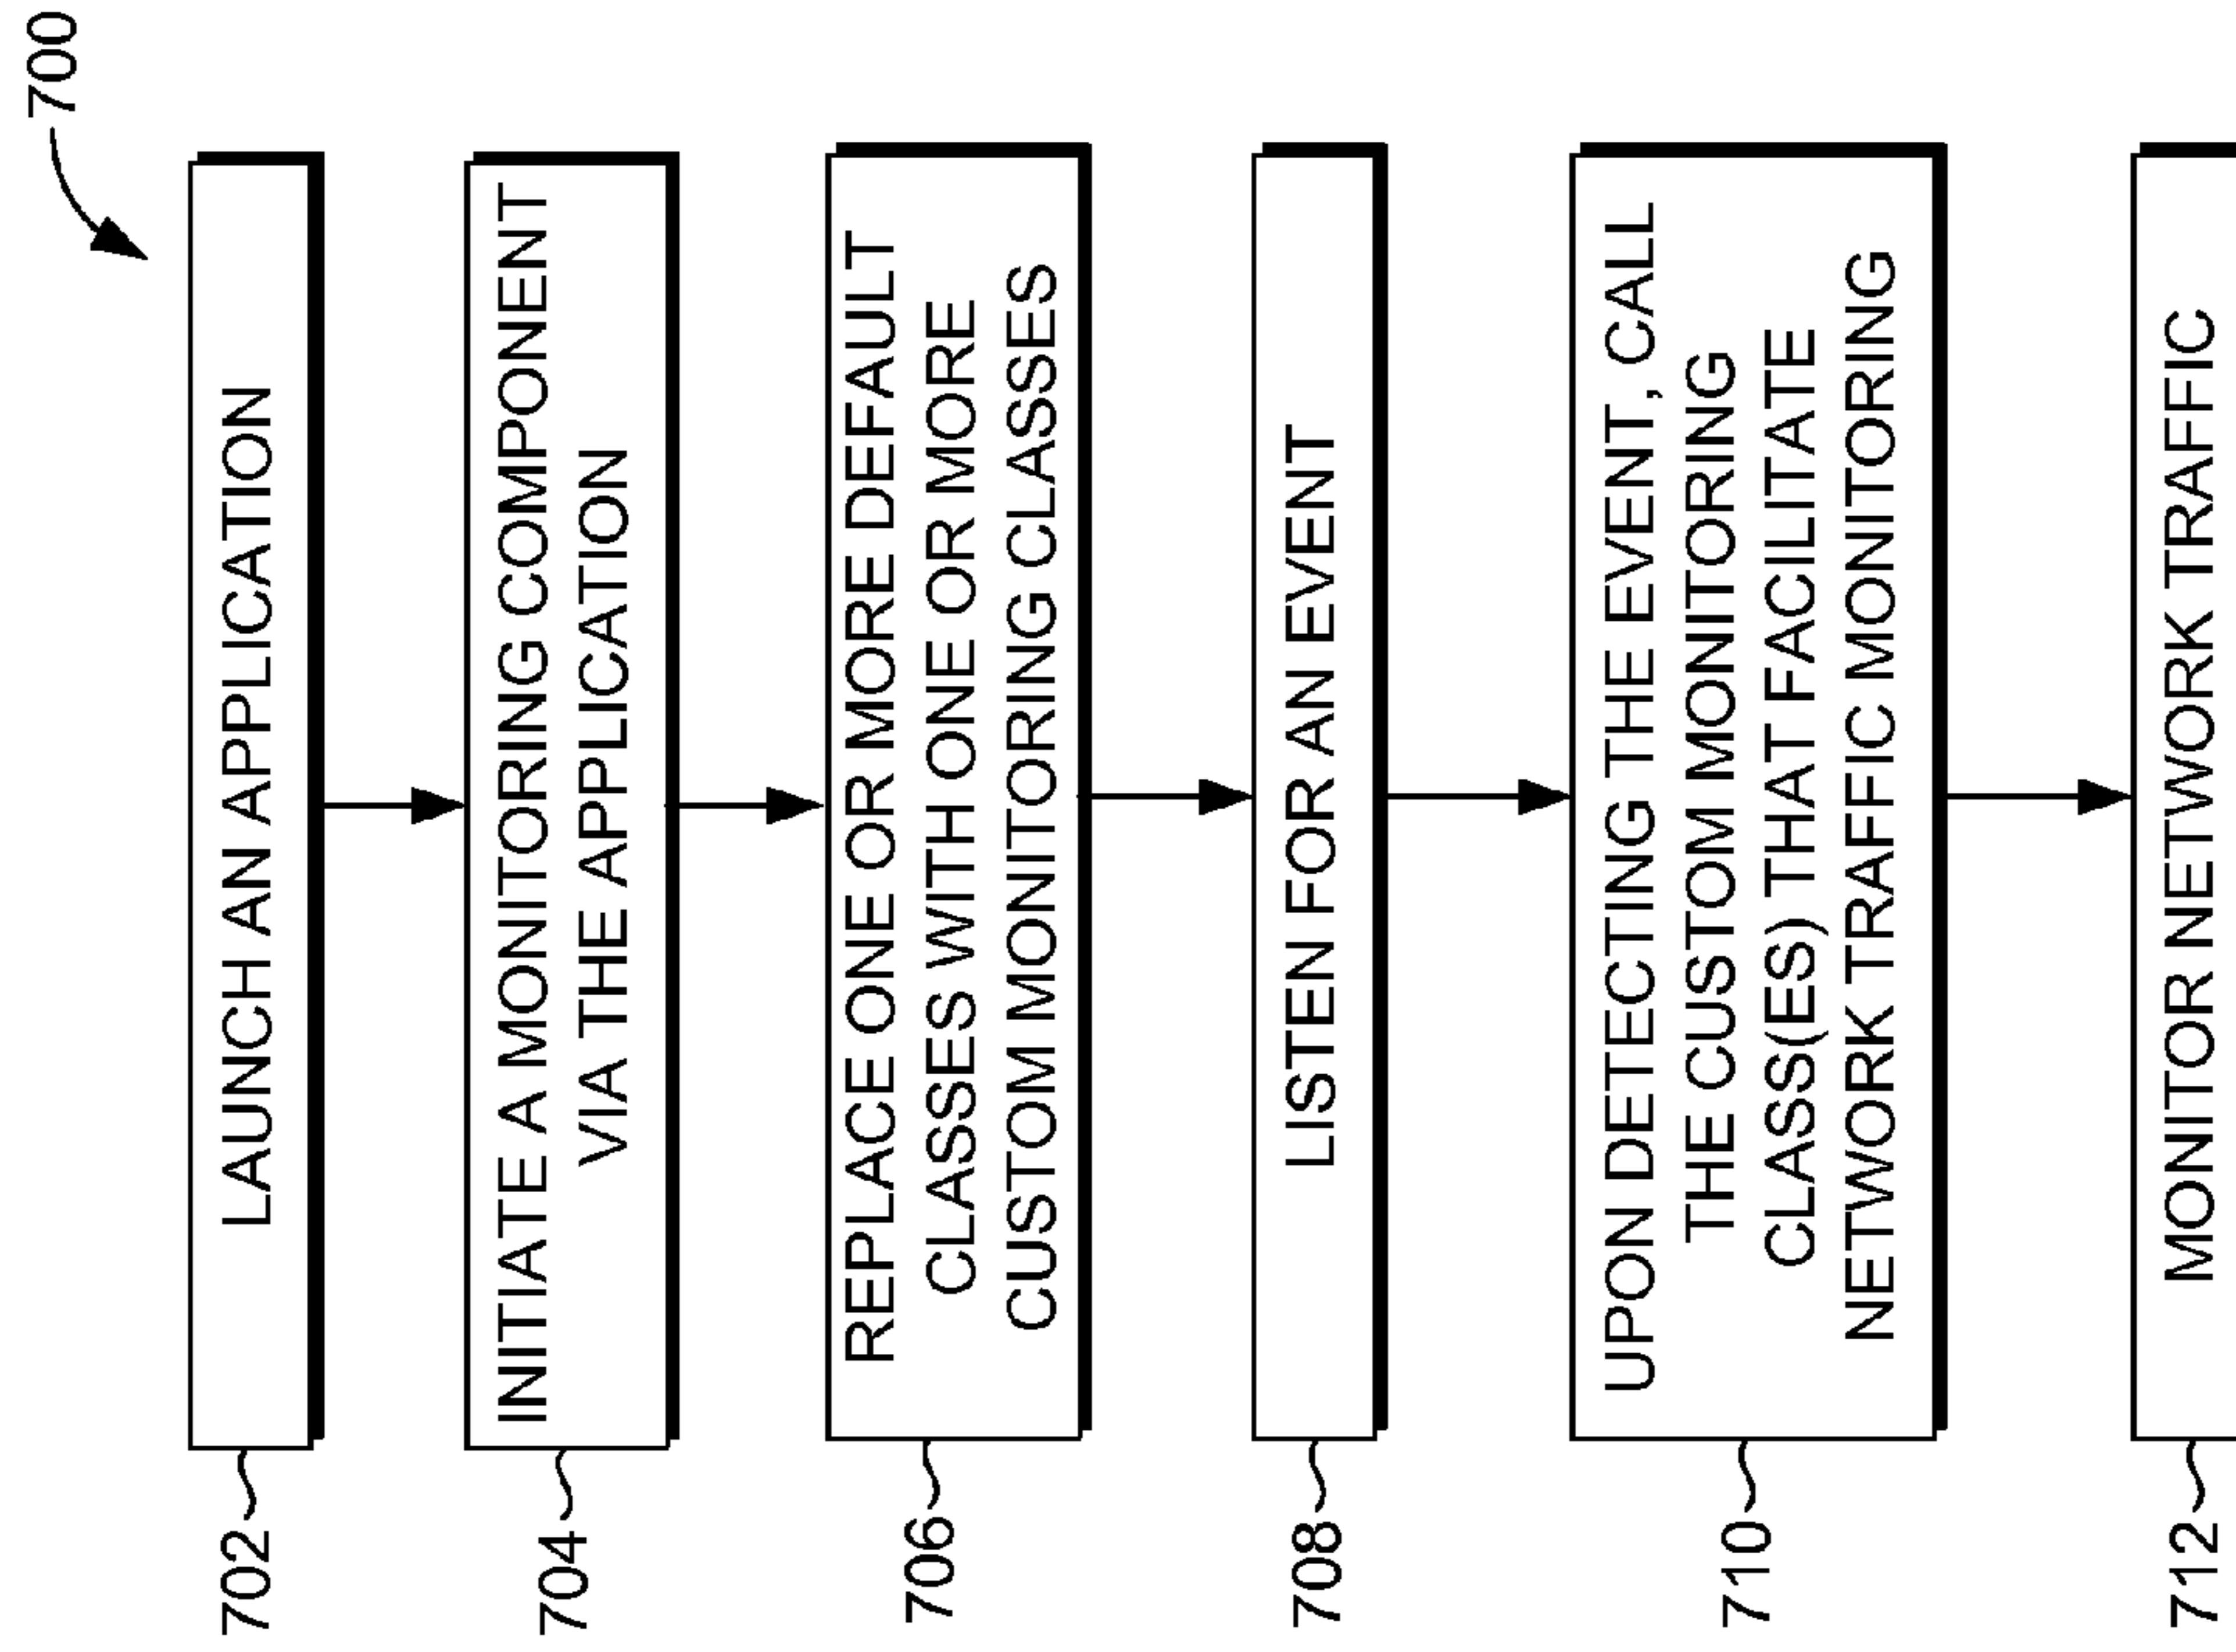 700
702
LAUNCH AN APPLICATION
704
INITIATE A MONITORING COMPONENT
VIA THE APPLICATION
706
REPLACE ONE OR MORE DEFAULT
CLASSES WITH ONE OR MORE
CUSTOM MONITORING CLASSES
708
LISTEN FOR AN EVENT
710
UPON DETECTING THE EVENT, CALL
THE CUSTOM MONITORING
CLASS(ES) THAT FACILITATE
NETWORK TRAFFIC MONITORING
712
MONITOR NETWORK TRAFFIC